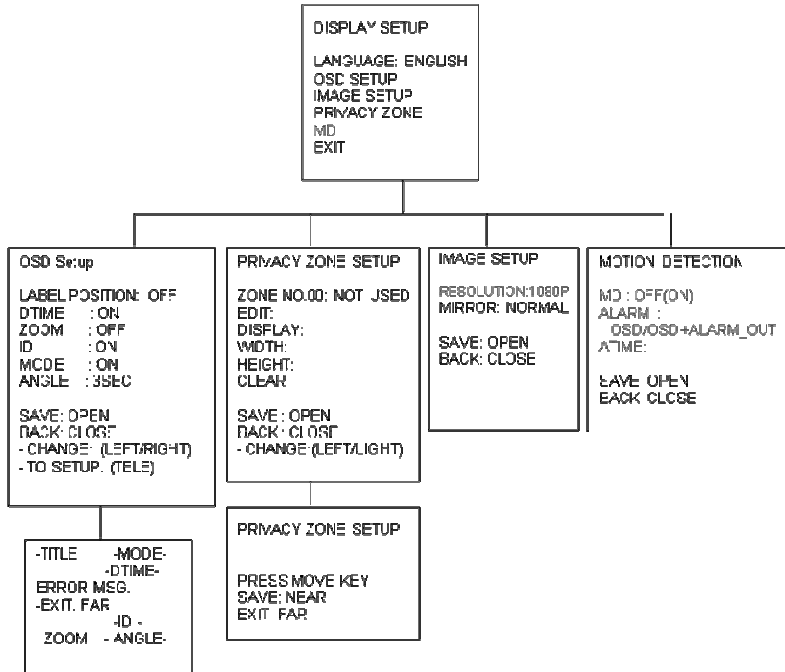 DISPLAY SETUP
LANGUAGE: ENGLISH
OSD SETUP
IMAGE SETUP
PRIVACY ZONE
MD
EXIT
OSD Setup
LABEL POSITION: OFF
DTIME : ON
ZOOM : OFF
ID : ON
MODE : ON
ANGLE : 3SEC
SAVE: OPEN
BACK: CLOSE
- CHANGE: (LEFT/RIGHT)
- TO SETUP: (TELE)
PRIVACY ZONE SETUP
ZONE NO.00: NOT USED
EDIT:
DISPLAY:
WIDTH:
HEIGHT:
CLEAR
SAVE: OPEN
BACK: CLOSE
- CHANGE:(LEFT/LIGHT)
IMAGE SETUP
RESOLUTION:1080P
MIRROR: NORMAL
SAVE: OPEN
BACK: CLOSE
MOTION DETECTION
MD : OFF(ON)
ALARM :
OSD/OSD+ALARM_OUT
ATIME:
SAVE: OPEN
BACK: CLOSE
-TITLE -MODE-
-DTIME-
ERROR MSG.
-EXIT: FAR
-ID -
ZOOM - ANGLE-
PRIVACY ZONE SETUP
PRESS MOVE KEY
SAVE: NEAR
EXIT: FAR